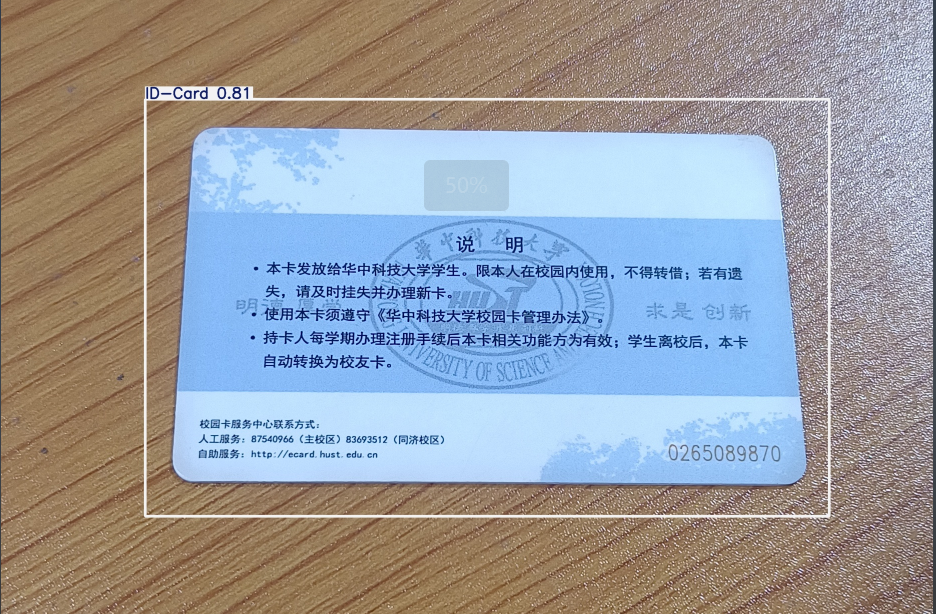 ID-Card 0.81
50%
说 明
• 本卡发放给华中科技大学学生。限本人在校园内使用，不得转借；若有遗
失，请及时挂失并办理新卡。
• 使用本卡须遵守《华中科技大学校园卡管理办法》。
• 持卡人每学期办理注册手续后本卡相关功能方为有效；学生离校后，本卡
自动转换为校友卡。
明德 厚学
求是 创新
华中科技大学
HUST
UNIVERSITY OF SCIENCE AND
校园卡服务中心联系方式：
人工服务：87540966（主校区）83693512（同济校区）
自助服务：http://ecard.hust.edu.cn
0265089870